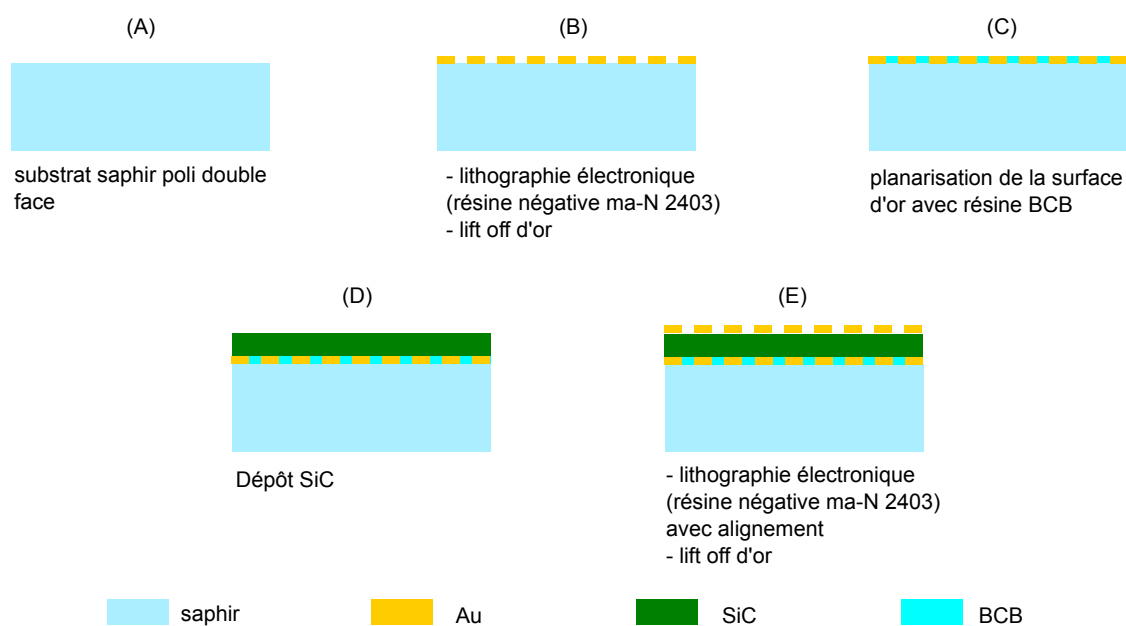 (A)
(B)
(C)
substrat saphir poli double
face
- lithographie électronique
(résine négative ma-N 2403)
- lift off d'or
planarisation de la surface
d'or avec résine BCB
(D)
(E)
Dépôt SiC
- lithographie électronique
(résine négative ma-N 2403)
avec alignement
- lift off d'or
saphir
Au
SiC
BCB